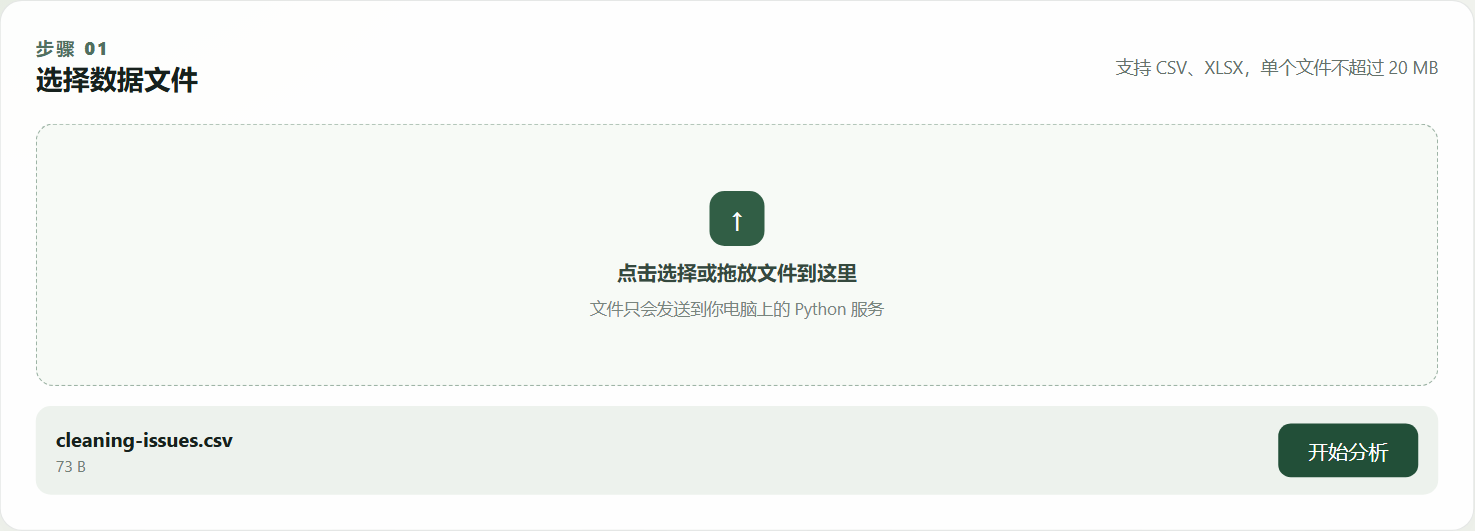 步骤 01
选择数据文件
支持 CSV、XLSX，单个文件不超过 20 MB
↑
点击选择或拖放文件到这里
文件只会发送到你电脑上的 Python 服务
cleaning-issues.csv
73 B
开始分析